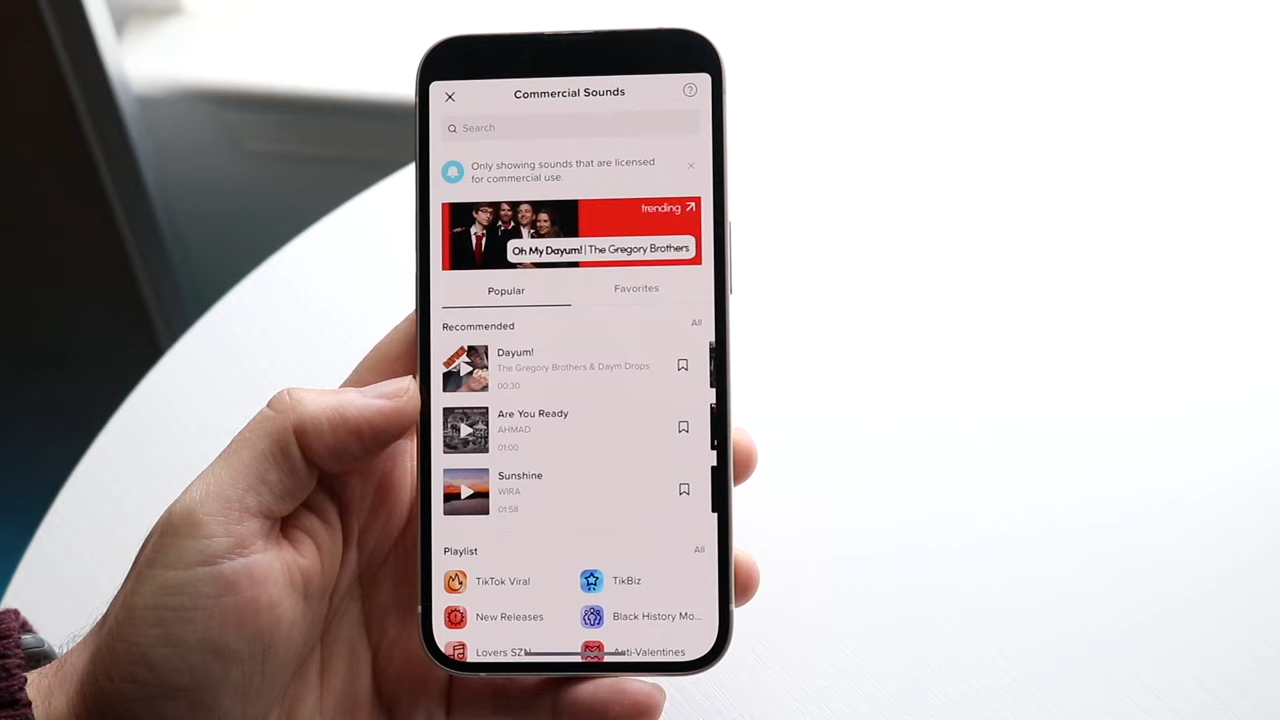 Commercial Sounds
?
Search
Only showing sounds that are licensed
for commercial use.
trending
Oh My Dayum! | The Gregory Brothers
Popular
Favorites
Recommended
All
Dayum!
The Gregory Brothers & Daym Drops
00:30
Are You Ready
AHMAD
01:00
Sunshine
WIRA
01:58
Playlist
All
TikTok Viral
TikBiz
New Releases
Black History Mo...
Lovers SZN
Anti-Valentines